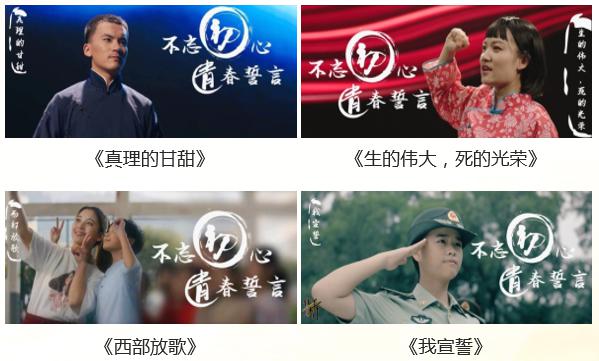 真理的甘甜
不忘初心
青春誓言
生的伟大，死的光荣
不忘初心
青春誓言
《真理的甘甜》
《生的伟大，死的光荣》
西部放歌
不忘初心
青春誓言
我宣誓
不忘初心
青春誓言
《西部放歌》
《我宣誓》